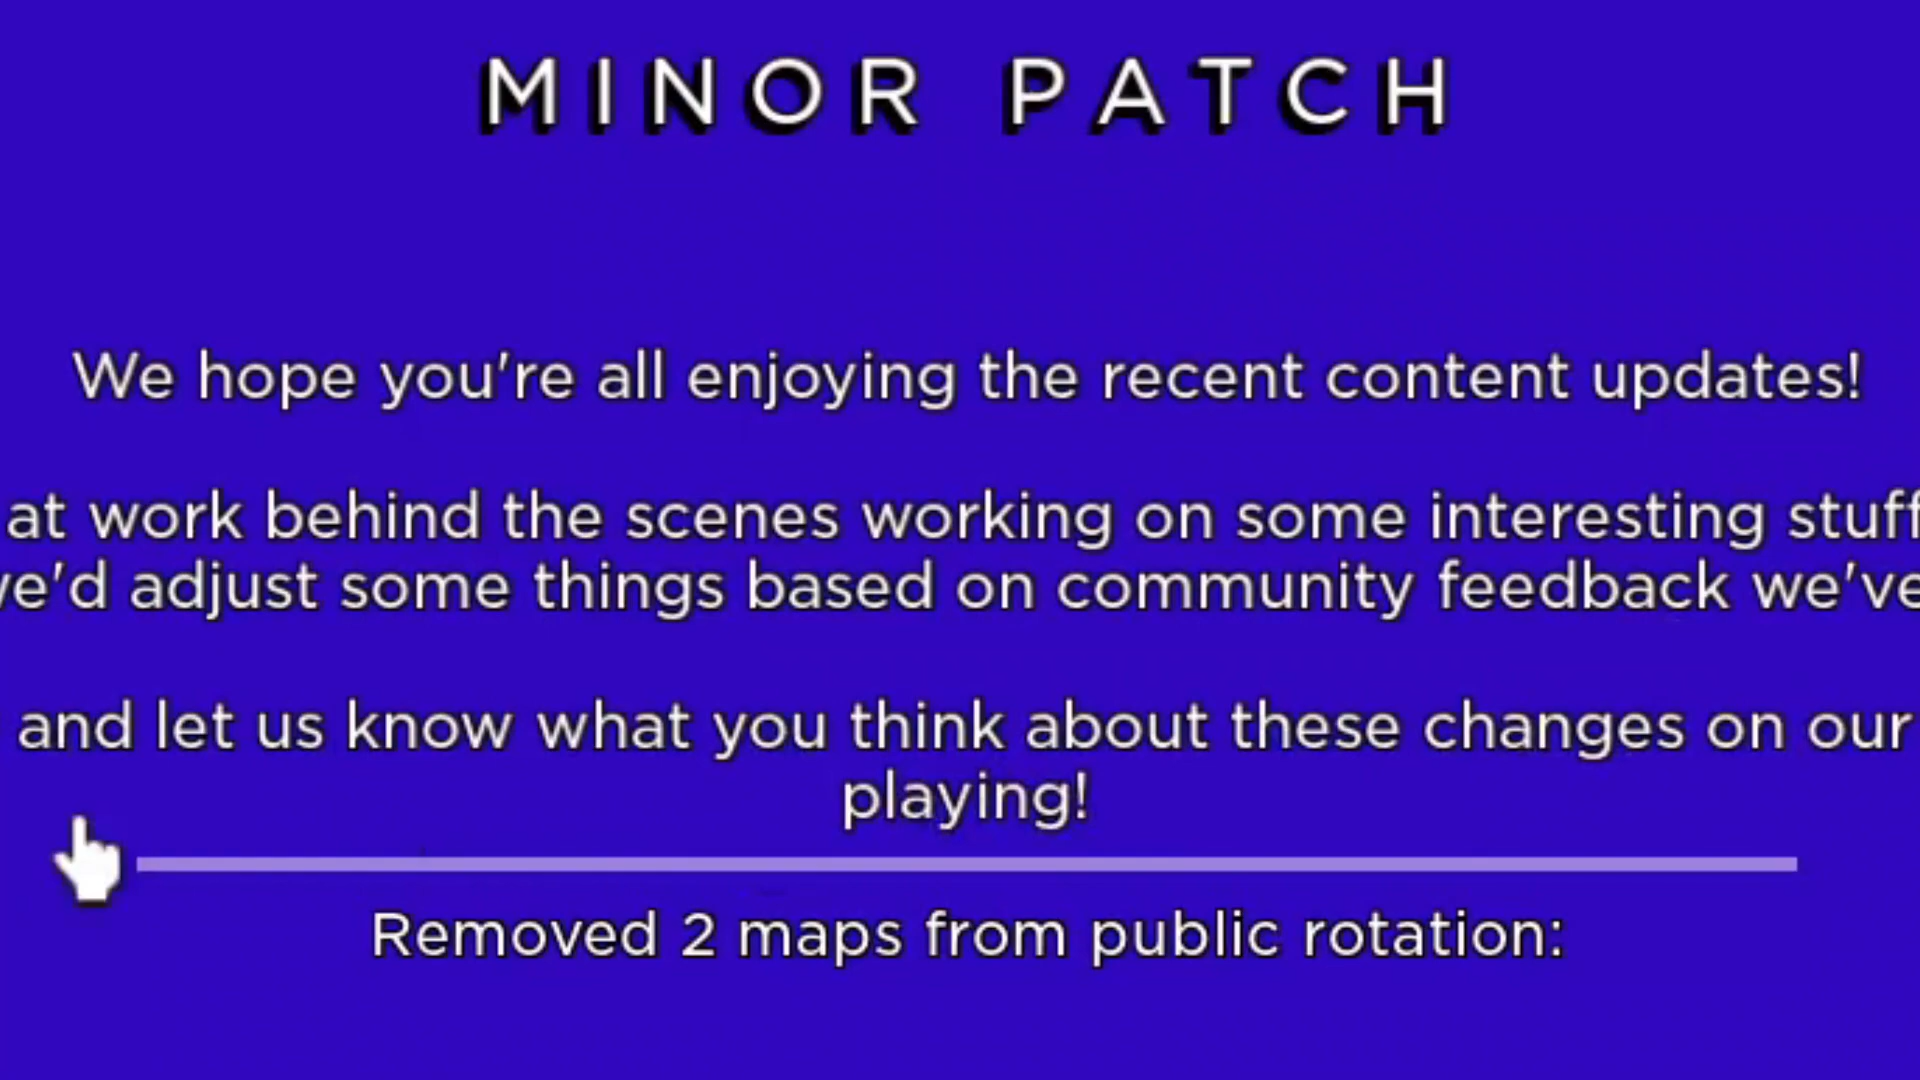 MINOR PATCH
We hope you're all enjoying the recent content updates!
at work behind the scenes working on some interesting stuff
we'd adjust some things based on community feedback we've
and let us know what you think about these changes on our
playing!
Removed 2 maps from public rotation: